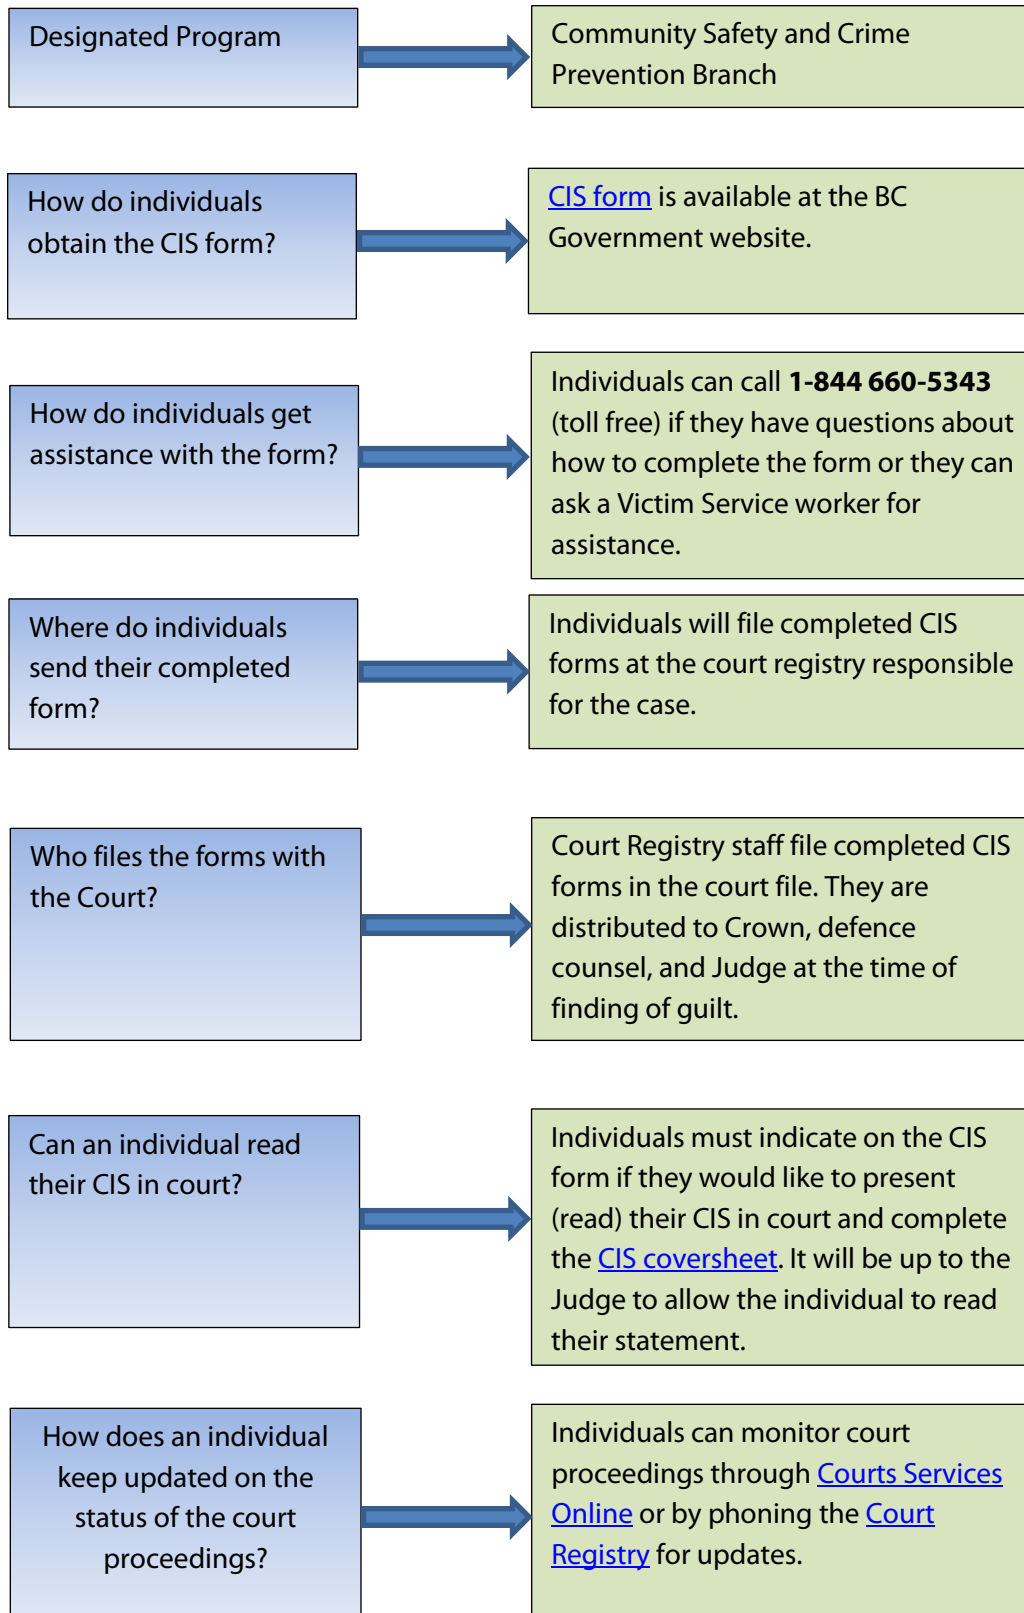 Designated Program
Community Safety and Crime
Prevention Branch
How do individuals
obtain the CIS form?
CIS form is available at the BC
Government website.
How do individuals get
assistance with the form?
Individuals can call 1-844 660-5343
(toll free) if they have questions about
how to complete the form or they can
ask a Victim Service worker for
assistance.
Where do individuals
send their completed
form?
Individuals will file completed CIS
forms at the court registry responsible
for the case.
Who files the forms with
the Court?
Court Registry staff file completed CIS
forms in the court file. They are
distributed to Crown, defence
counsel, and Judge at the time of
finding of guilt.
Can an individual read
their CIS in court?
Individuals must indicate on the CIS
form if they would like to present
(read) their CIS in court and complete
the CIS coversheet. It will be up to the
Judge to allow the individual to read
their statement.
How does an individual
keep updated on the
status of the court
proceedings?
Individuals can monitor court
proceedings through Courts Services
Online or by phoning the Court
Registry for updates.